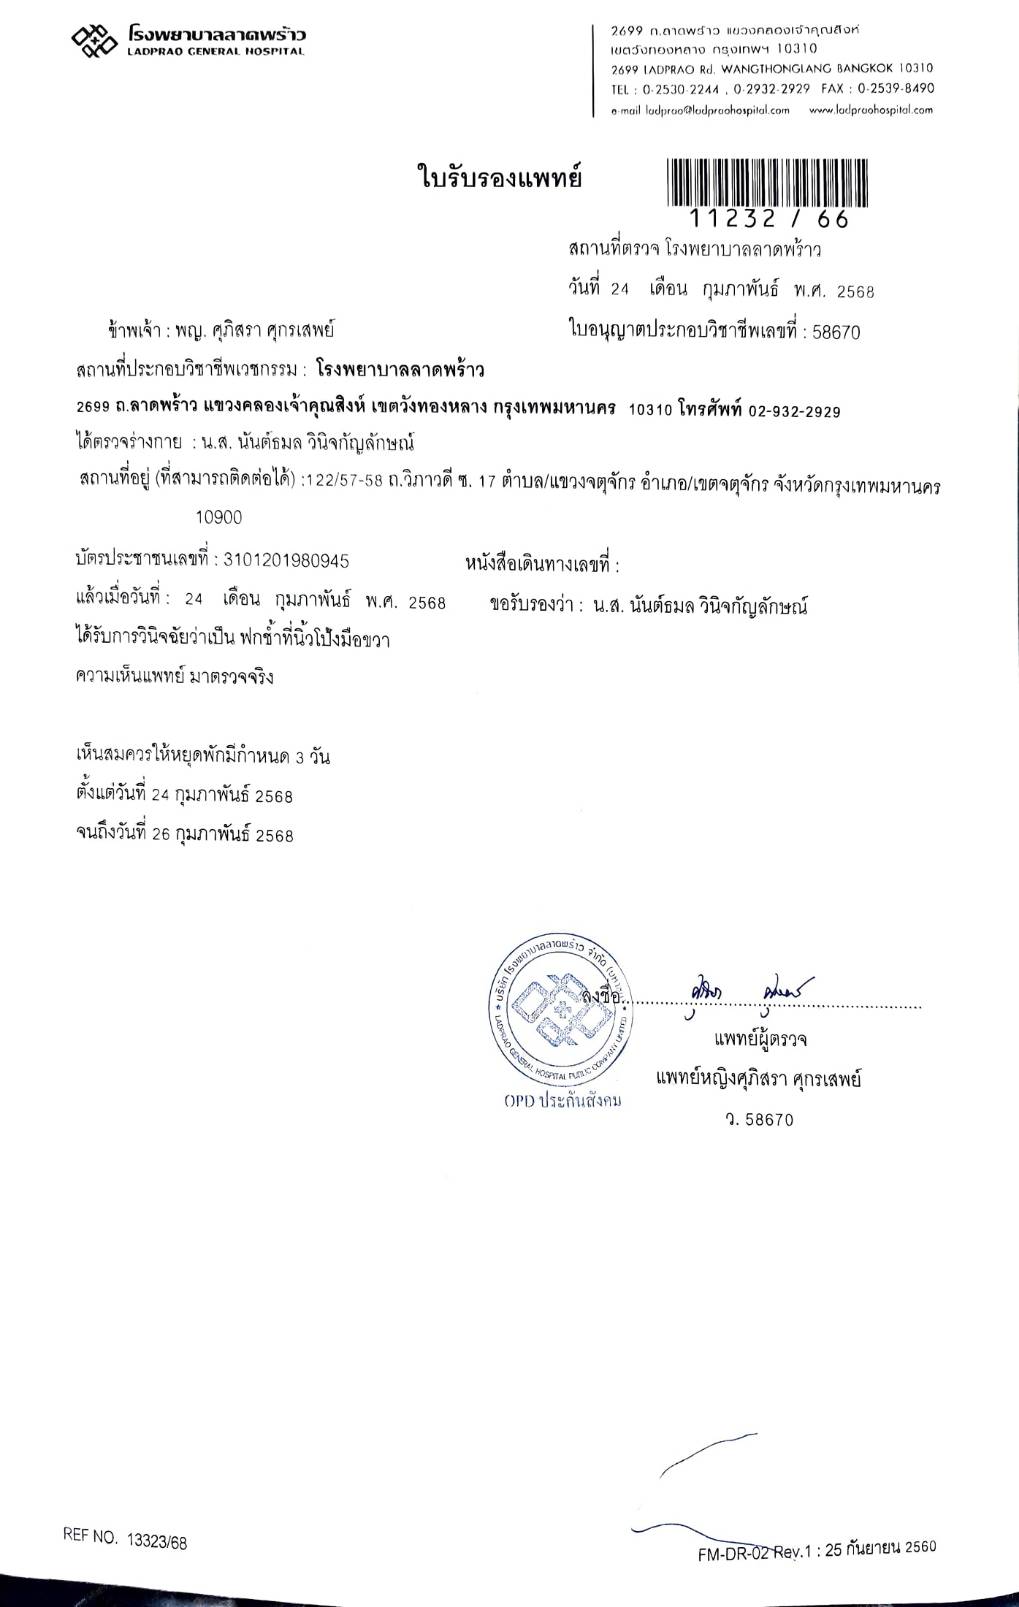 โรงพยาบาลลาดพร้าว
LADPRAO GENERAL HOSPITAL
2699 ถ.ลาดพร้าว แขวงคลองเจ้าคุณสิงห์
เขตวังทองหลาง กรุงเทพฯ 10310
2699 LADPRAO Rd. WANGTHONGLANG BANGKOK 10310
TEL : 0-2530-2244 , 0-2932-2929 FAX : 0-2539-8490
e-mail ladprao@ladpraohospital.com www.ladpraohospital.com
ใบรับรองแพทย์
11232 / 66
สถานที่ตรวจ โรงพยาบาลลาดพร้าว
วันที่ 24 เดือน กุมภาพันธ์ พ.ศ. 2568
ข้าพเจ้า : พญ. ศุภิสรา ศุกรเสพย์ ใบอนุญาตประกอบวิชาชีพเลขที่ : 58670
สถานที่ประกอบวิชาชีพเวชกรรม : โรงพยาบาลลาดพร้าว
2699 ถ.ลาดพร้าว แขวงคลองเจ้าคุณสิงห์ เขตวังทองหลาง กรุงเทพมหานคร 10310 โทรศัพท์ 02-932-2929
ได้ตรวจร่างกาย : น.ส. นันต์ธมล วินิจกัญลักษณ์
สถานที่อยู่ (ที่สามารถติดต่อได้) :122/57-58 ถ.วิภาวดี ซ. 17 ตำบล/แขวงจตุจักร อำเภอ/เขตจตุจักร จังหวัดกรุงเทพมหานคร
10900
บัตรประชาชนเลขที่ : 3101201980945 หนังสือเดินทางเลขที่ :
แล้วเมื่อวันที่ : 24 เดือน กุมภาพันธ์ พ.ศ. 2568 ขอรับรองว่า : น.ส. นันต์ธมล วินิจกัญลักษณ์
ได้รับการวินิจฉัยว่าเป็น ฟกช้ำที่นิ้วโป้งมือขวา
ความเห็นแพทย์ มาตรวจจริง
เห็นสมควรให้หยุดพักมีกำหนด 3 วัน
ตั้งแต่วันที่ 24 กุมภาพันธ์ 2568
จนถึงวันที่ 26 กุมภาพันธ์ 2568
บริษัท โรงพยาบาลลาดพร้าว จำกัด (มหาชน)
LADPRAO GENERAL HOSPITAL PUBLIC COMPANY LIMITED
OPD ประกันสังคม
ลงชื่อ
แพทย์ผู้ตรวจ
แพทย์หญิงศุภิสรา ศุกรเสพย์
ว. 58670
REF NO. 13323/68
FM-DR-02 Rev.1 : 25 กันยายน 2560